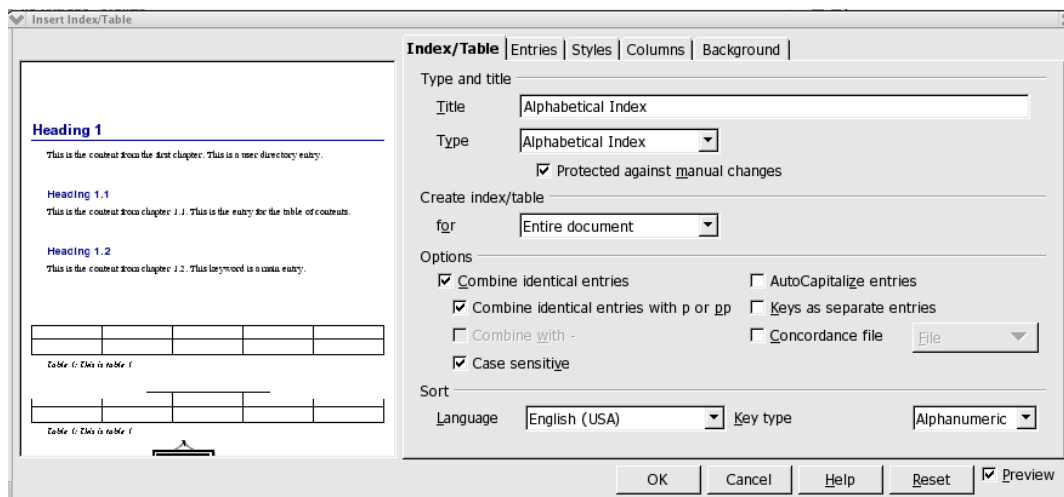 Insert Index/Table
Index/Table Entries Styles Columns Background
Type and title
Title Alphabetical Index
Type Alphabetical Index
Protected against manual changes
Create index/table
for Entire document
Options
Combine identical entries
AutoCapitalize entries
Combine identical entries with p or pp
Keys as separate entries
Combine with -
Concordance file File
Case sensitive
Sort
Language English (USA) Key type Alphanumeric
OK Cancel Help Reset Preview
Heading 1
This is the content from the first chapter. This is a user directory entry.
Heading 1.1
This is the content from chapter 1.1. This is the entry for the table of contents.
Heading 1.2
This is the content from chapter 1.2. This keyword is a main entry.
Table 1: This is table 1
Table 1: This is table 1